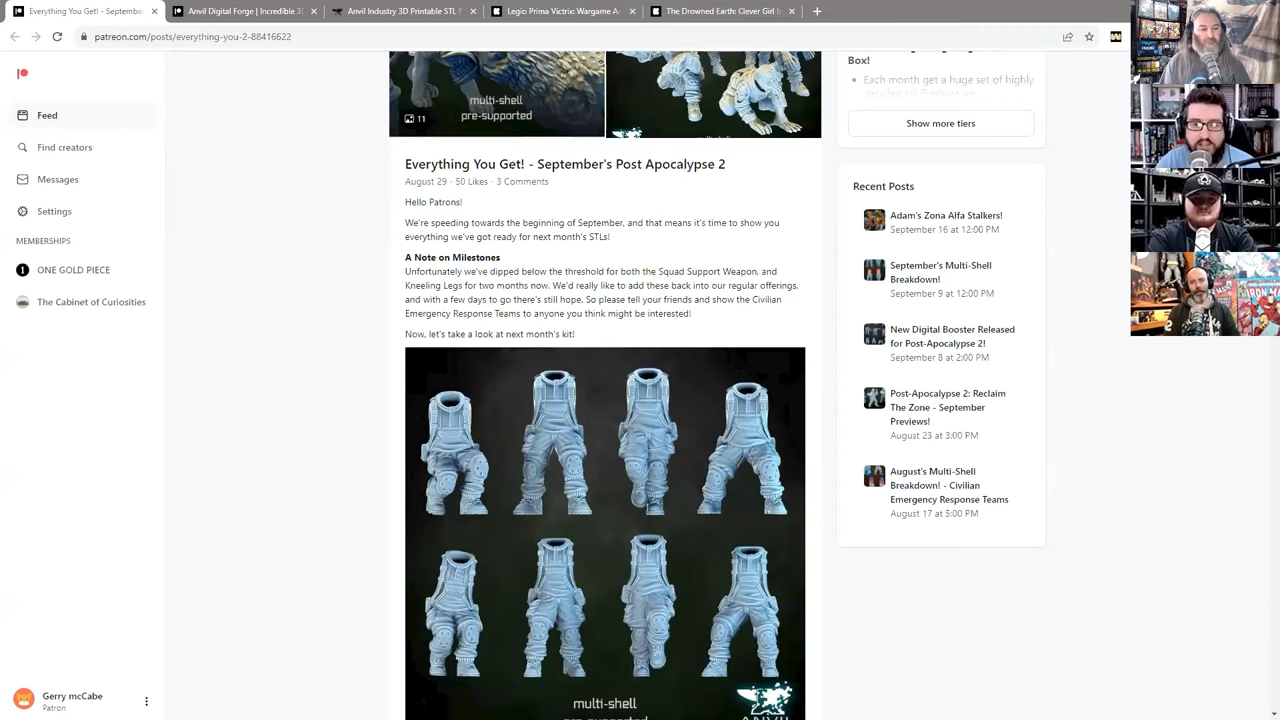 Everything You Get! - Septembe
Anvil Digital Forge | Incredible 3
Anvil Industry 3D Printable STL f
Legio Prima Victrix: Wargame A
The Drowned Earth: Clever Girl b
patreon.com/posts/everything-you-2-88416622
Feed
Find creators
Messages
Settings
MEMBERSHIPS
ONE GOLD PIECE
The Cabinet of Curiosities
Gerry mcCabe
Patron
multi-shell
pre-supported
11
Everything You Get! - September's Post Apocalypse 2
August 29 · 50 Likes · 3 Comments
Hello Patrons!
We're speeding towards the beginning of September, and that means it's time to show you
everything we've got ready for next month's STLs!
A Note on Milestones
Unfortunately we've dipped below the threshold for both the Squad Support Weapon, and
Kneeling Legs for two months now. We'd really like to add these back into our regular offerings,
and with a few days to go there's still hope. So please tell your friends and show the Civilian
Emergency Response Teams to anyone you think might be interested!
Now, let's take a look at next month's kit!
multi-shell
pre-supported
ANVIL
Box!
Each month get a huge set of highly
Show more tiers
Recent Posts
Adam's Zona Alfa Stalkers!
September 16 at 12:00 PM
September's Multi-Shell
Breakdown!
September 9 at 12:00 PM
New Digital Booster Released
for Post-Apocalypse 2!
September 8 at 2:00 PM
Post-Apocalypse 2: Reclaim
The Zone - September
Previews!
August 23 at 3:00 PM
August's Multi-Shell
Breakdown! - Civilian
Emergency Response Teams
August 17 at 5:00 PM